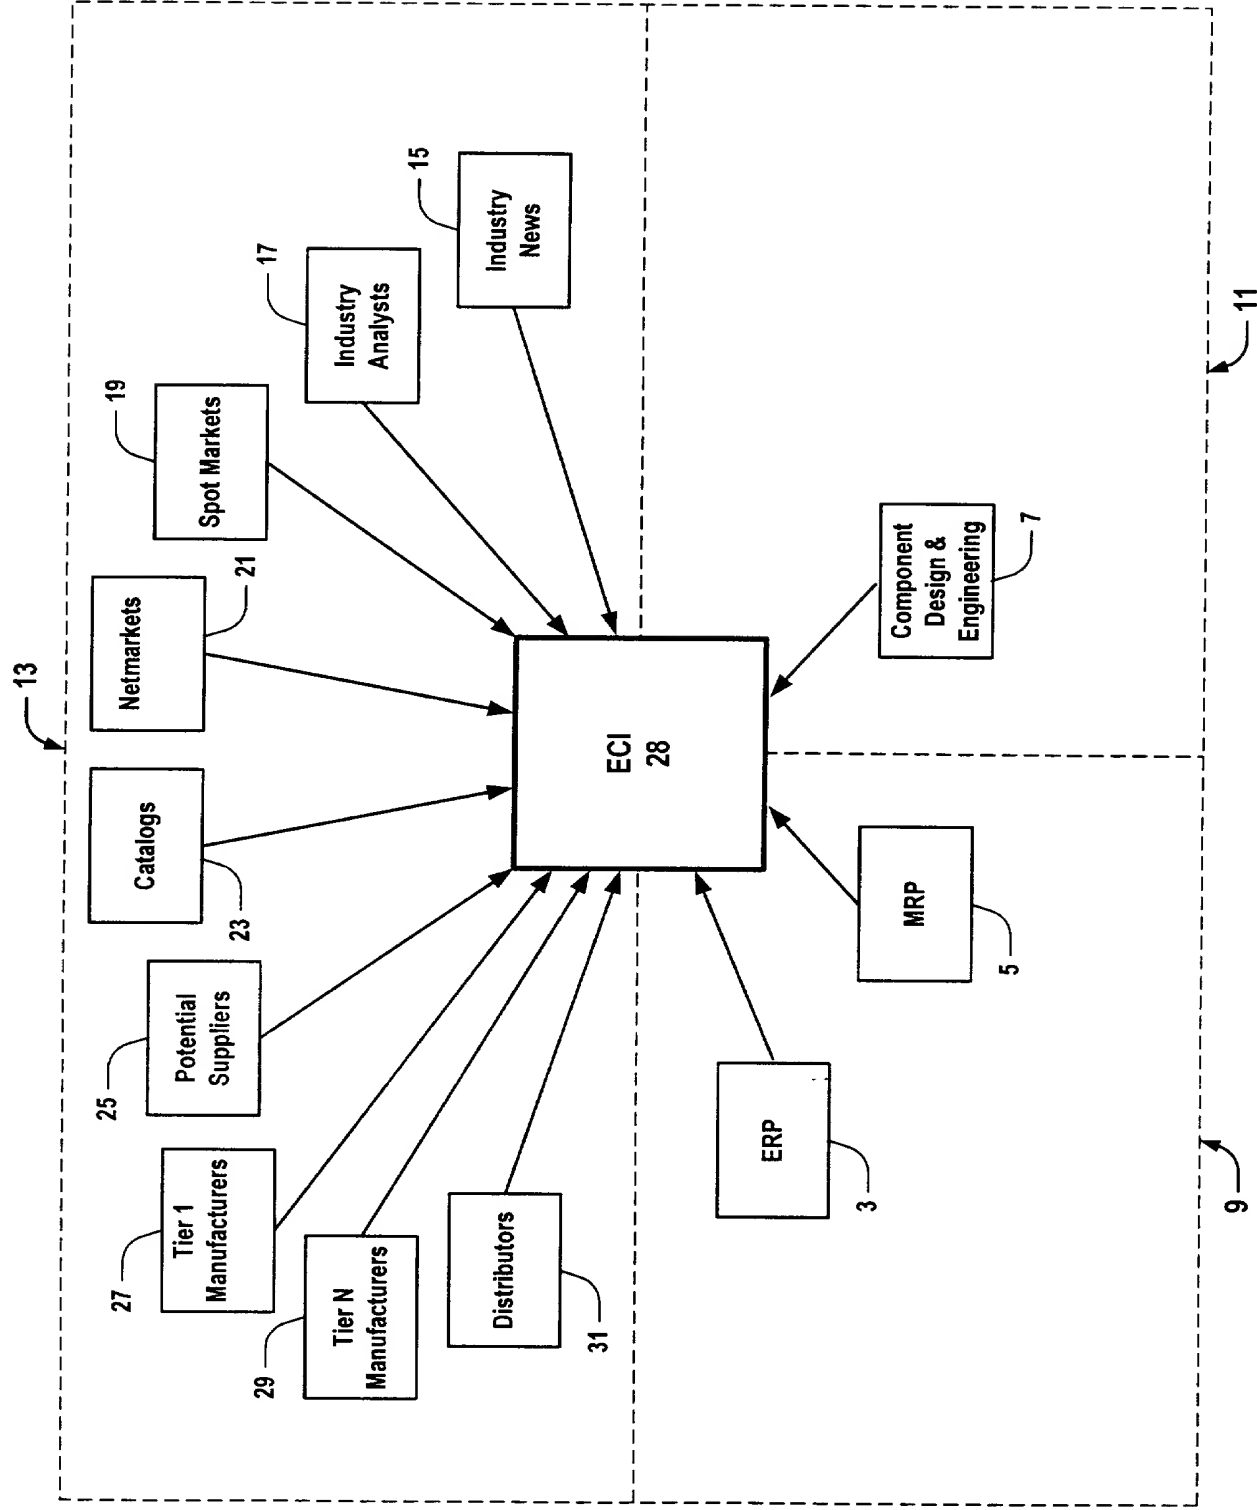 13
19
Spot Markets
21
Netmarkets
Catalogs
23
25
Potential
Suppliers
27
Tier 1
Manufacturers
29
Tier N
Manufacturers
Distributors
31
17
Industry
Analysts
15
Industry
News
ECI
28
ERP
3
MRP
5
Component
Design &
Engineering
7
9
11